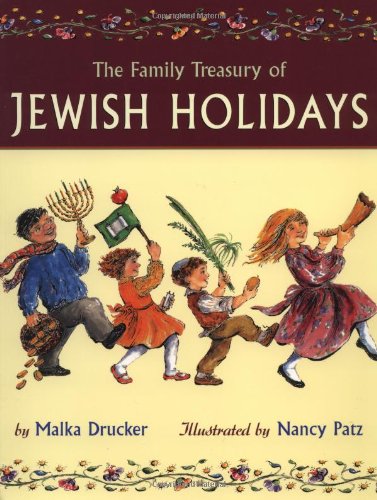 The Family Treasury of
JEWISH HOLIDAYS
by Malka Drucker Illustrated by Nancy Patz